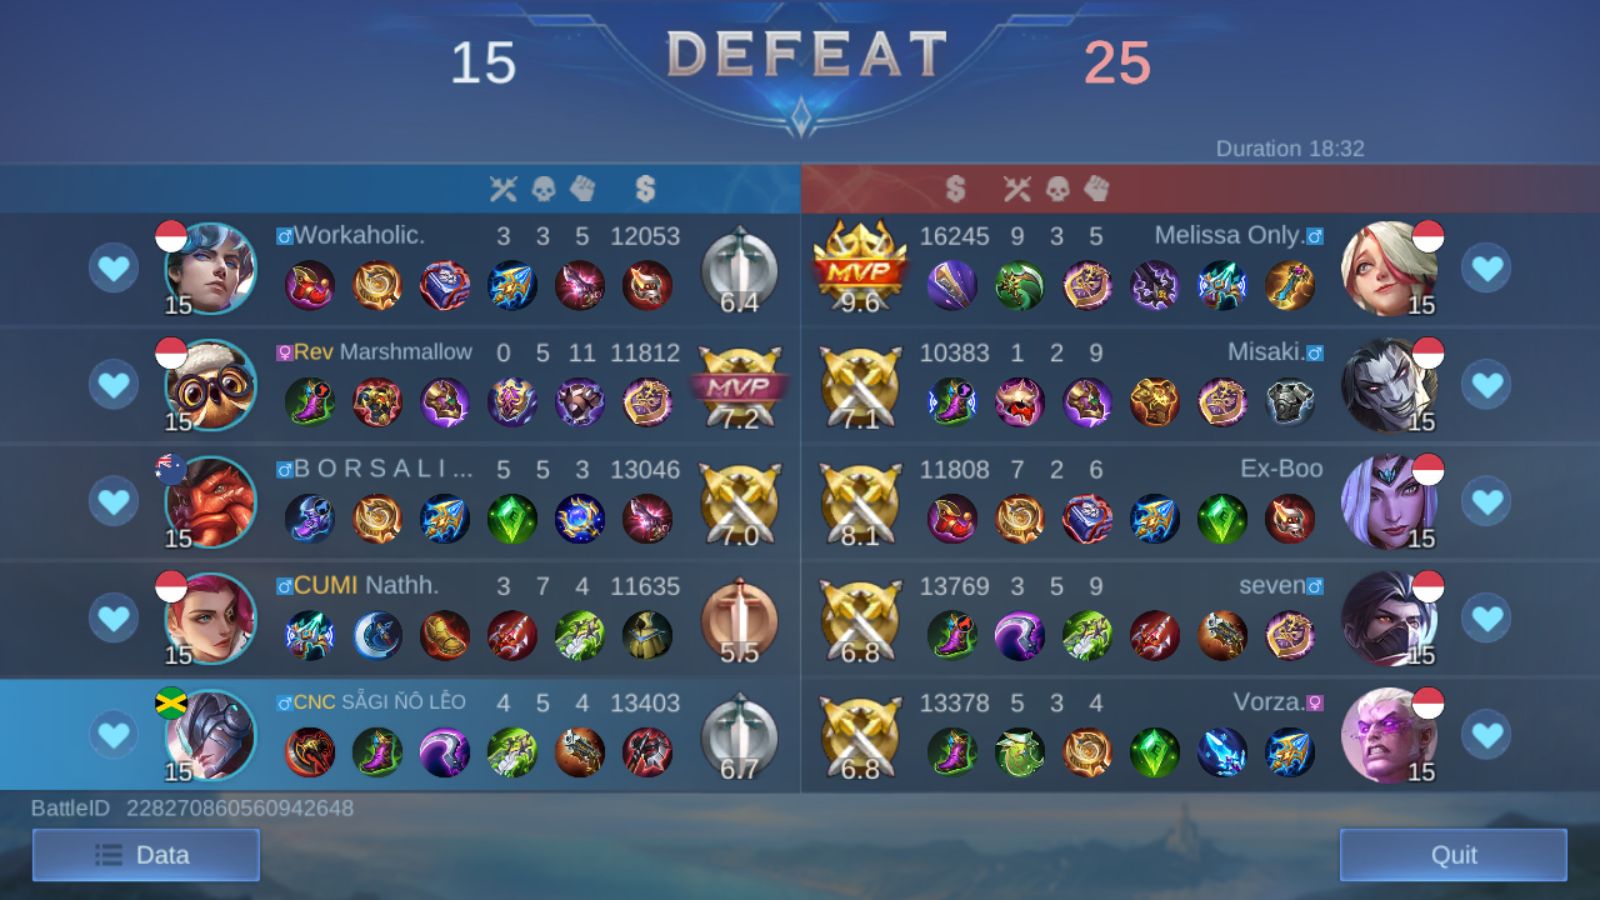 15 DEFEAT 25
Duration 18:32
Workaholic. 3 3 5 12053
15 6.4
MVP 16245 9 3 5 Melissa Only.
9.6 15
Rev Marshmallow 0 5 11 11812
15 MVP 7.2
10383 1 2 9 Misaki.
7.1 15
B O R S A L I ... 5 5 3 13046
15 7.0
11808 7 2 6 Ex-Boo
8.1 15
CUMI Nathh. 3 7 4 11635
15 5.5
13769 3 5 9 seven
6.8 15
CNC SÃGI ŇÔ LĒO 4 5 4 13403
15 6.7
13378 5 3 4 Vorza.
6.8 15
BattleID 228270860560942648
Data
Quit